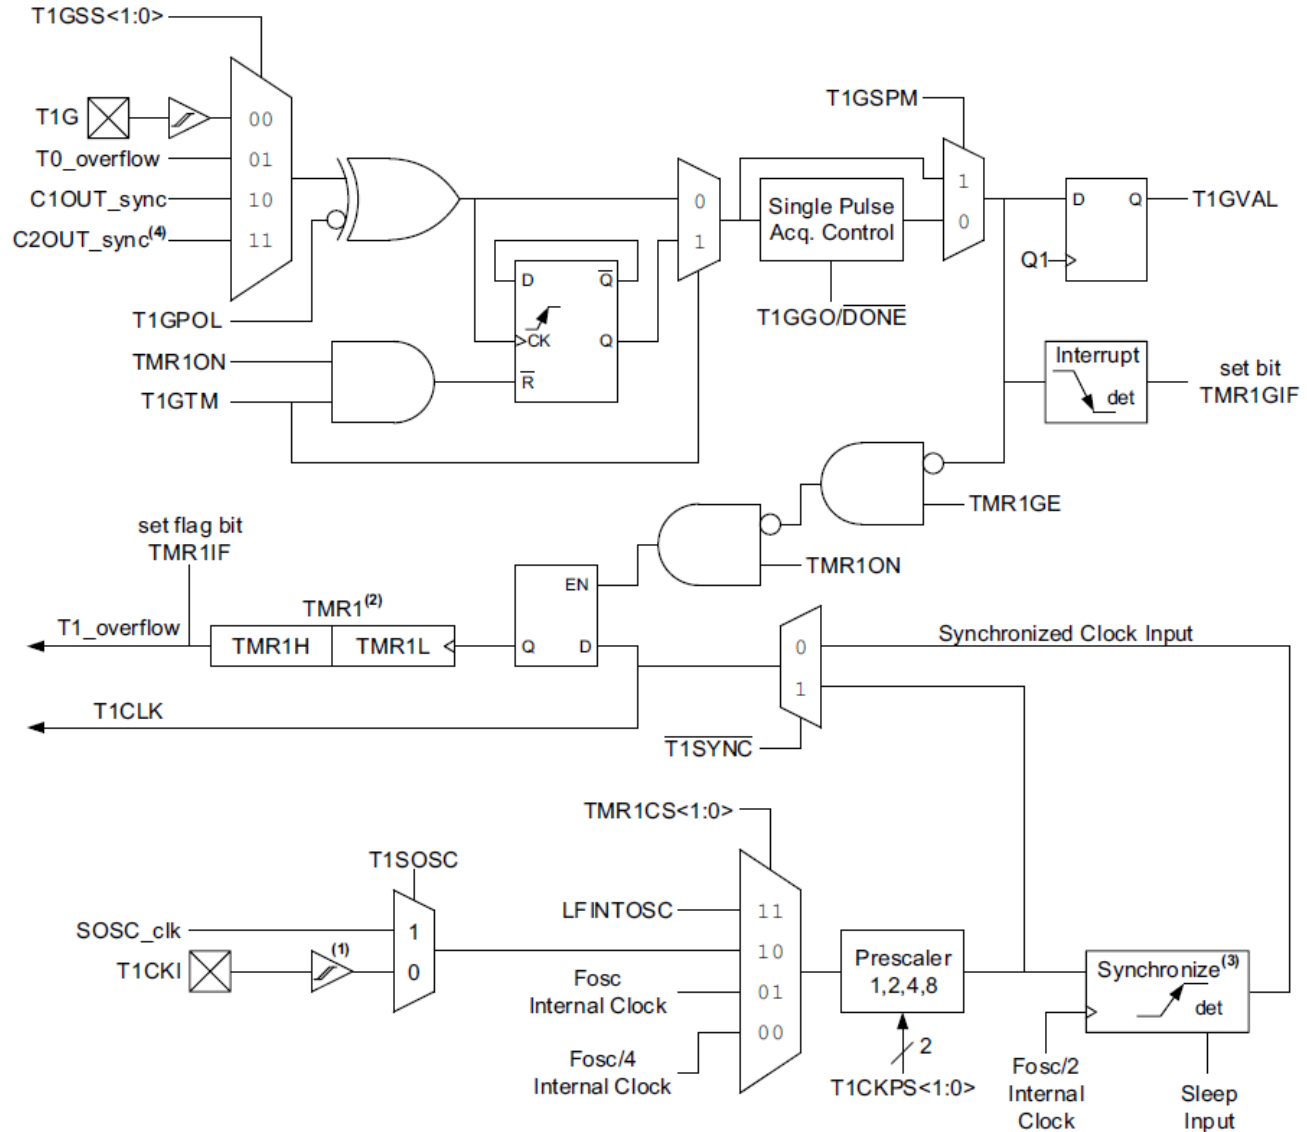 T1GSS<1:0>
T1G
00
T0_overflow
01
C1OUT_sync
10
C2OUT_sync(4)
11
T1GPOL
TMR1ON
T1GTM
D
Q
CK
Q
R
0
1
T1GSPM
Single Pulse
Acq. Control
1
0
T1GGO/DONE
D
Q
T1GVAL
Q1
Interrupt
det
set bit
TMR1GIF
TMR1GE
TMR1ON
set flag bit
TMR1IF
TMR1(2)
T1_overflow
TMR1H
TMR1L
EN
Q
D
T1CLK
0
1
Synchronized Clock Input
T1SYNC
TMR1CS<1:0>
T1SOSC
SOSC_clk
1
T1CKI
(1)
0
LFINTOSC
11
10
Fosc
Internal Clock
01
00
Fosc/4
Internal Clock
Prescaler
1,2,4,8
2
T1CKPS<1:0>
Synchronize(3)
det
Fosc/2
Internal
Clock
Sleep
Input